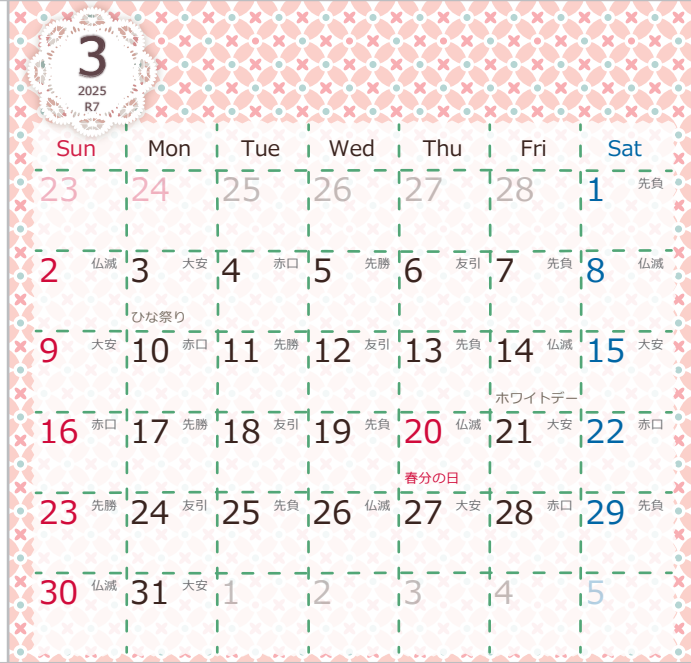 3
2025
R7
Sun Mon Tue Wed Thu Fri Sat
23 24 25 26 27 28 1 先負
2 仏滅 3 大安 4 赤口 5 先勝 6 友引 7 先負 8 仏滅
ひな祭り
9 大安 10 赤口 11 先勝 12 友引 13 先負 14 仏滅 15 大安
ホワイトデー
16 赤口 17 先勝 18 友引 19 先負 20 仏滅 21 大安 22 赤口
春分の日
23 先勝 24 友引 25 先負 26 仏滅 27 大安 28 赤口 29 先負
30 仏滅 31 大安 1 2 3 4 5